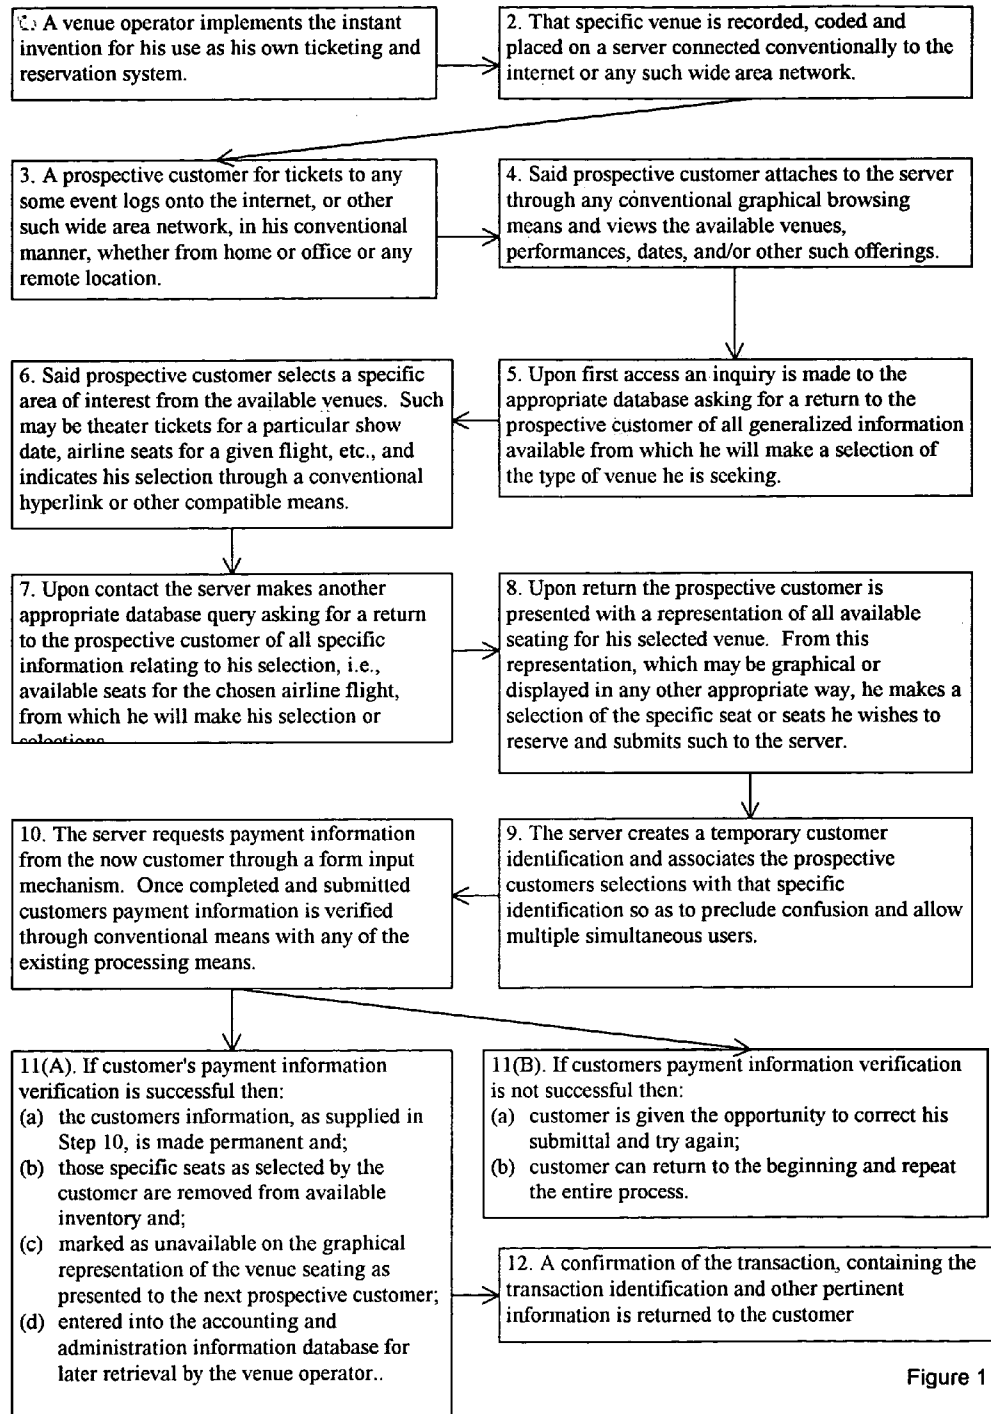 1. A venue operator implements the instant
invention for his use as his own ticketing and
reservation system.
2. That specific venue is recorded, coded and
placed on a server connected conventionally to the
internet or any such wide area network.
3. A prospective customer for tickets to any
some event logs onto the internet, or other
such wide area network, in his conventional
manner, whether from home or office or any
remote location.
4. Said prospective customer attaches to the server
through any conventional graphical browsing
means and views the available venues,
performances, dates, and/or other such offerings.
5. Upon first access an inquiry is made to the
appropriate database asking for a return to the
prospective customer of all generalized information
available from which he will make a selection of
the type of venue he is seeking.
6. Said prospective customer selects a specific
area of interest from the available venues. Such
may be theater tickets for a particular show
date, airline seats for a given flight, etc., and
indicates his selection through a conventional
hyperlink or other compatible means.
7. Upon contact the server makes another
appropriate database query asking for a return
to the prospective customer of all specific
information relating to his selection, i.e.,
available seats for the chosen airline flight,
from which he will make his selection or
selections
8. Upon return the prospective customer is
presented with a representation of all available
seating for his selected venue. From this
representation, which may be graphical or
displayed in any other appropriate way, he makes a
selection of the specific seat or seats he wishes to
reserve and submits such to the server.
9. The server creates a temporary customer
identification and associates the prospective
customers selections with that specific
identification so as to preclude confusion and allow
multiple simultaneous users.
10. The server requests payment information
from the now customer through a form input
mechanism. Once completed and submitted
customers payment information is verified
through conventional means with any of the
existing processing means.
11(A). If customer's payment information
verification is successful then:
(a) the customers information, as supplied in
Step 10, is made permanent and;
(b) those specific seats as selected by the
customer are removed from available
inventory and;
(c) marked as unavailable on the graphical
representation of the venue seating as
presented to the next prospective customer;
(d) entered into the accounting and
administration information database for
later retrieval by the venue operator..
11(B). If customers payment information verification
is not successful then:
(a) customer is given the opportunity to correct his
submittal and try again;
(b) customer can return to the beginning and repeat
the entire process.
12. A confirmation of the transaction, containing the
transaction identification and other pertinent
information is returned to the customer
Figure 1